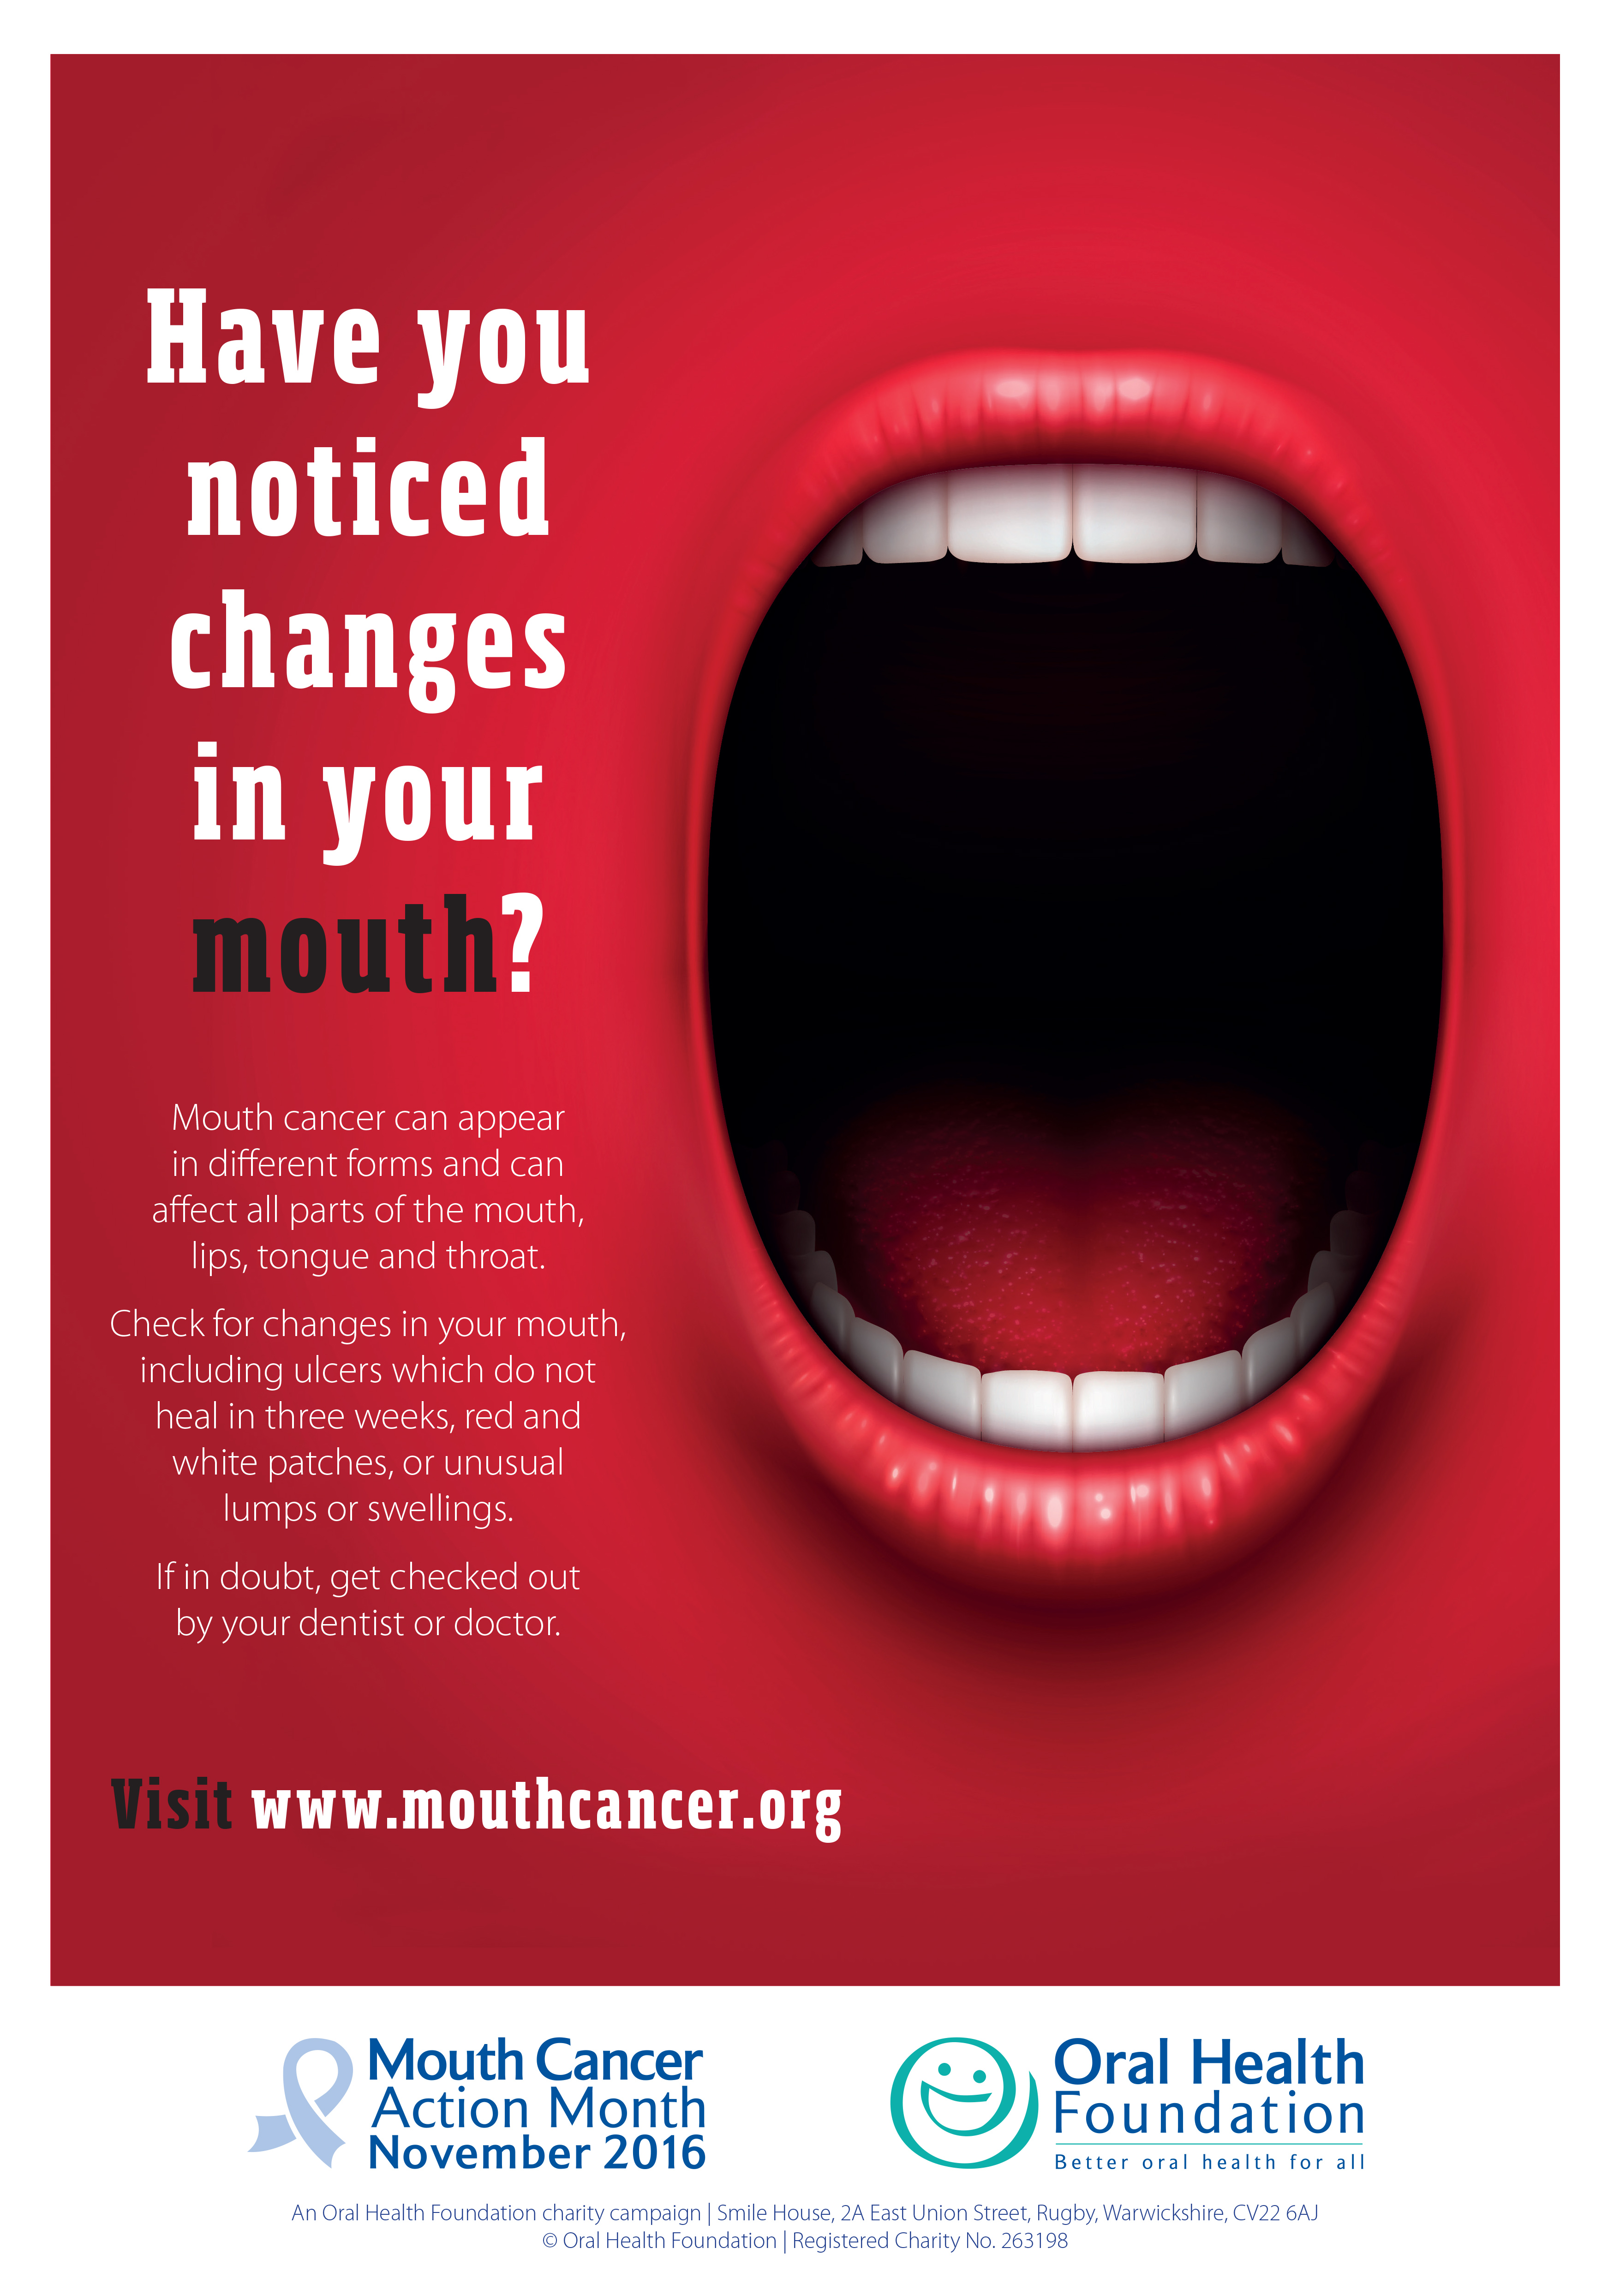 Have you
noticed
changes
in your
mouth?
Mouth cancer can appear
in different forms and can
affect all parts of the mouth,
lips, tongue and throat.
Check for changes in your mouth,
including ulcers which do not
heal in three weeks, red and
white patches, or unusual
lumps or swellings.
If in doubt, get checked out
by your dentist or doctor.
Visit www.mouthcancer.org
Mouth Cancer
Action Month
November 2016
Oral Health
Foundation
Better oral health for all
An Oral Health Foundation charity campaign | Smile House, 2A East Union Street, Rugby, Warwickshire, CV22 6AJ
© Oral Health Foundation | Registered Charity No. 263198